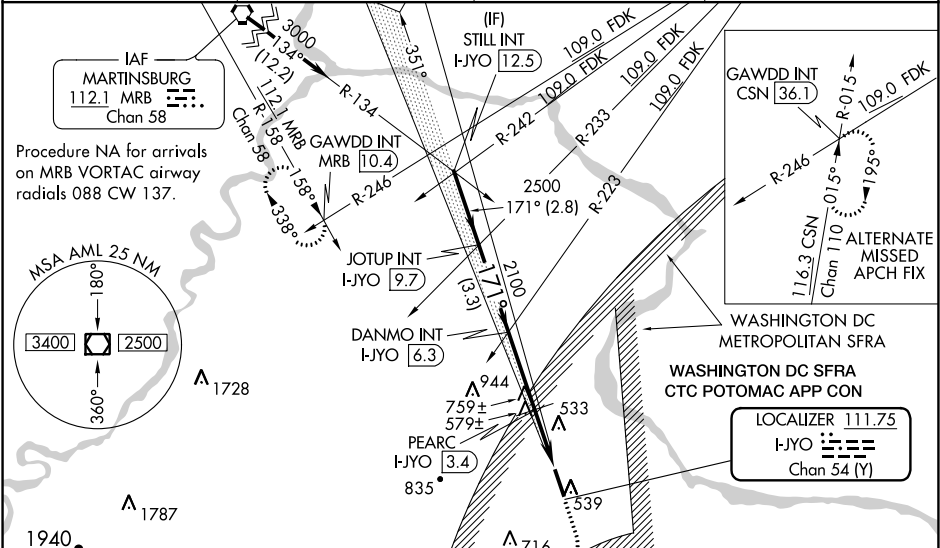 IAF
MARTINSBURG
112.1 MRB
Chan 58
Procedure NA for arrivals
on MRB VORTAC airway
radials 088 CW 137.
3000
134°
(12.2)
R-134
112.1 MRB
R-158
Chan 58
158°
338°
GAWDD INT
MRB 10.4
R-246
351°
(IF)
STILL INT
I-JYO 12.5
109.0 FDK
109.0 FDK
109.0 FDK
109.0 FDK
R-242
R-233
R-223
2500
171° (2.8)
JOTUP INT
I-JYO 9.7
171°
2100
(3.3)
DANMO INT
I-JYO 6.3
GAWDD INT
CSN 36.1
R-015
109.0 FDK
R-246
015°
195°
116.3 CSN
Chan 110
ALTERNATE
MISSED
APCH FIX
MSA AML 25 NM
180°
3400
2500
360°
WASHINGTON DC
METROPOLITAN SFRA
WASHINGTON DC SFRA
CTC POTOMAC APP CON
1728
944
759±
579±
533
PEARC
I-JYO 3.4
835
LOCALIZER 111.75
I-JYO
Chan 54 (Y)
539
1787
1940
716